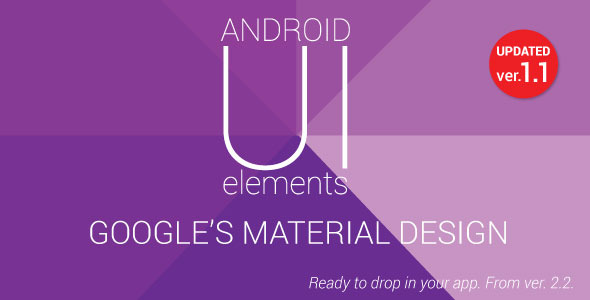 ANDROID
UI
elements
UPDATED
ver.1.1
GOOGLE'S MATERIAL DESIGN
Ready to drop in your app. From ver. 2.2.